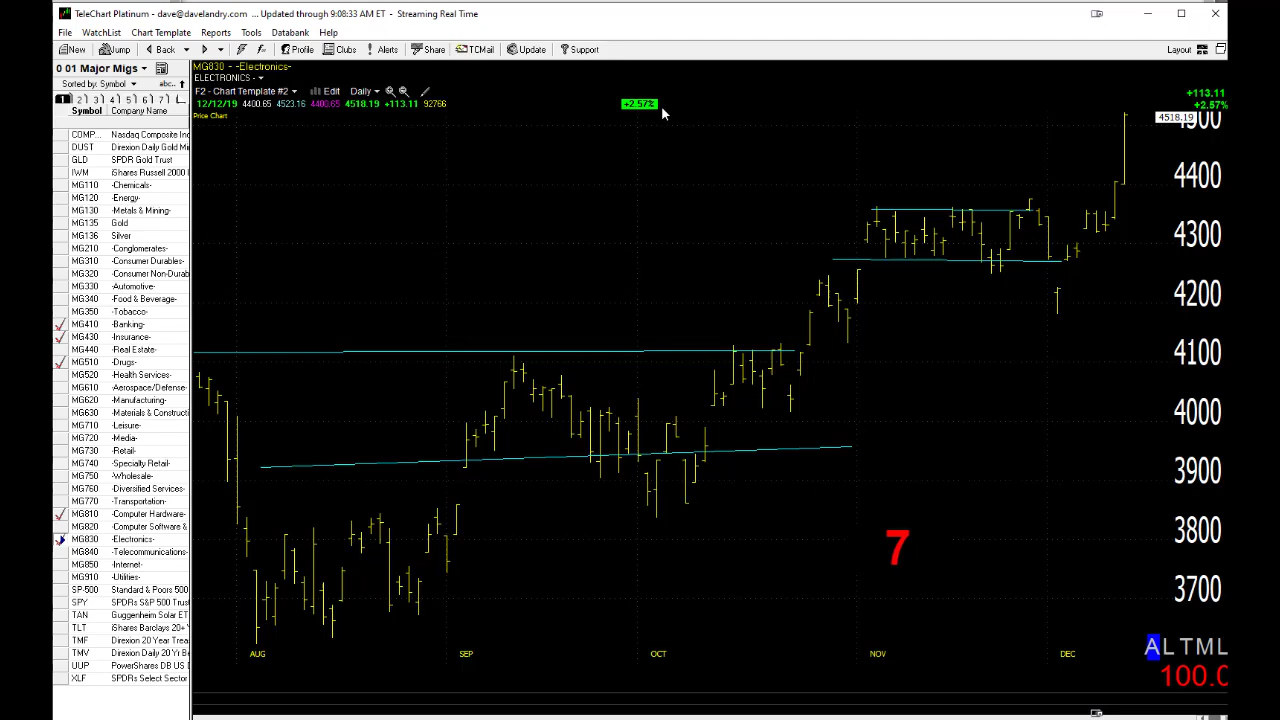 TeleChart Platinum - dave@davelandry.com ... Updated through 9:08:33 AM ET - Streaming Real Time
File WatchList Chart Template Reports Tools Databank Help
New Jump Back Profile Clubs Alerts Share TCMail Update Support Layout
0 01 Major Migs
Sorted by: Symbol abc..
1 2 3 4 5 6 7
Symbol Company Name
COMP... Nasdaq Composite Inc
DUST Direxion Daily Gold Min
GLD SPDR Gold Trust
IWM iShares Russell 2000 I
MG110 -Chemicals-
MG120 -Energy-
MG130 -Metals & Mining-
MG135 Gold
MG136 Silver
MG210 -Conglomerates-
MG310 -Consumer Durables-
MG320 -Consumer Non-Durab
MG330 -Automotive-
MG340 -Food & Beverage-
MG350 -Tobacco-
MG410 -Banking-
MG430 -Insurance-
MG440 -Real Estate-
MG510 -Drugs-
MG520 -Health Services-
MG610 -Aerospace/Defense-
MG620 -Manufacturing-
MG630 -Materials & Constructi
MG710 -Leisure-
MG720 -Media-
MG730 -Retail-
MG740 -Specialty Retail-
MG750 -Wholesale-
MG760 -Diversified Services-
MG770 -Transportation-
MG810 -Computer Hardware-
MG820 -Computer Software &
MG830 -Electronics-
MG840 -Telecommunications-
MG850 -Internet-
MG910 -Utilities-
SP-500 Standard & Poors 500
SPY SPDRs S&P 500 Trust
TAN Guggenheim Solar ET
TLT iShares Barclays 20+
TMF Direxion 20 Year Trea
TMV Direxion Daily 20 Yr B
UUP PowerShares DB US D
XLF SPDRs Select Sector
MG830 - -Electronics-
ELECTRONICS -
F2 - Chart Template #2 Edit Daily
12/12/19 4400.65 4523.16 4400.65 4518.19 +113.11 92766
+2.57%
Price Chart
+113.11
+2.57%
4518.19
4400
4300
4200
4100
4000
3900
3800
3700
7
AUG SEP OCT NOV DEC
ALTML
100.0